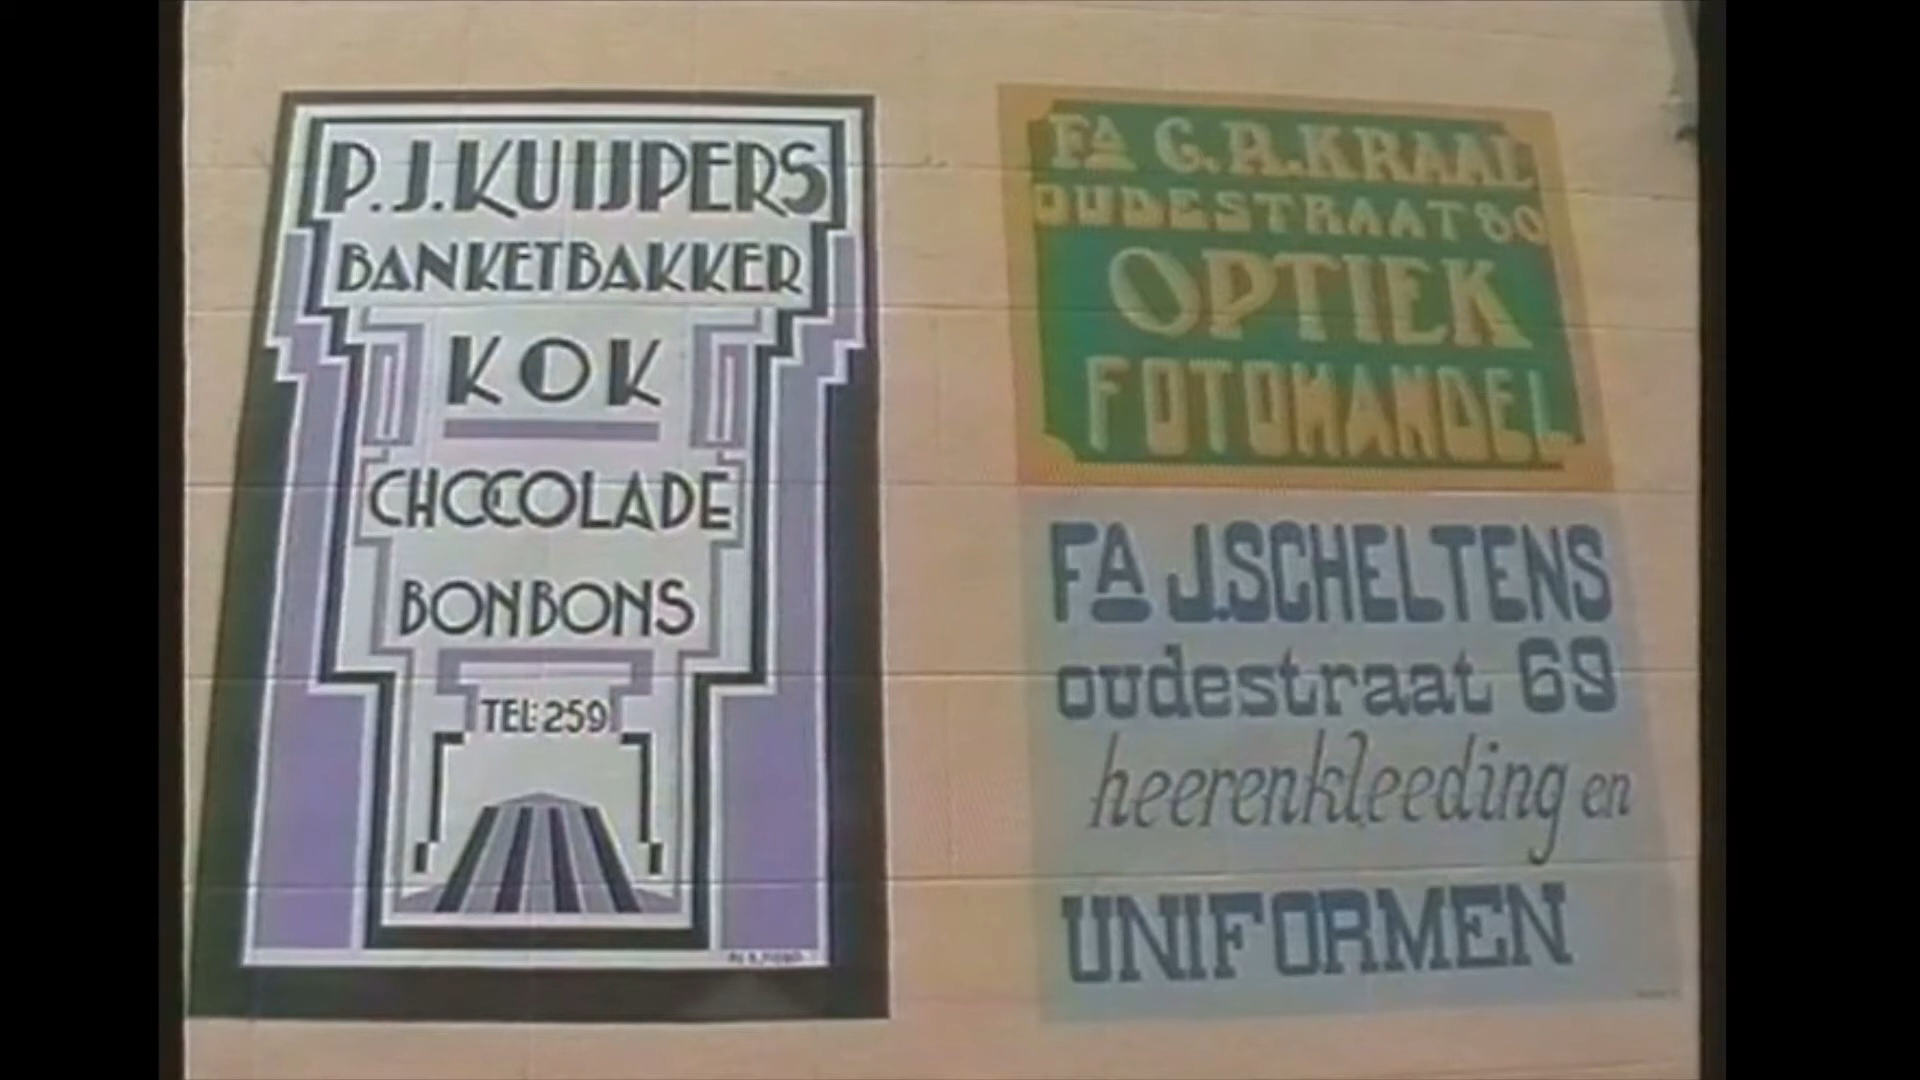 P.J.KUIJPERS
BANKETBAKKER
KOK
CHOCOLADE
BONBONS
TEL:259
FA G.R.KRAAL
OUDESTRAAT 80
OPTIEK
FOTOHANDEL
FA J.SCHELTENS
oudestraat 69
heerenkleeding en
UNIFORMEN